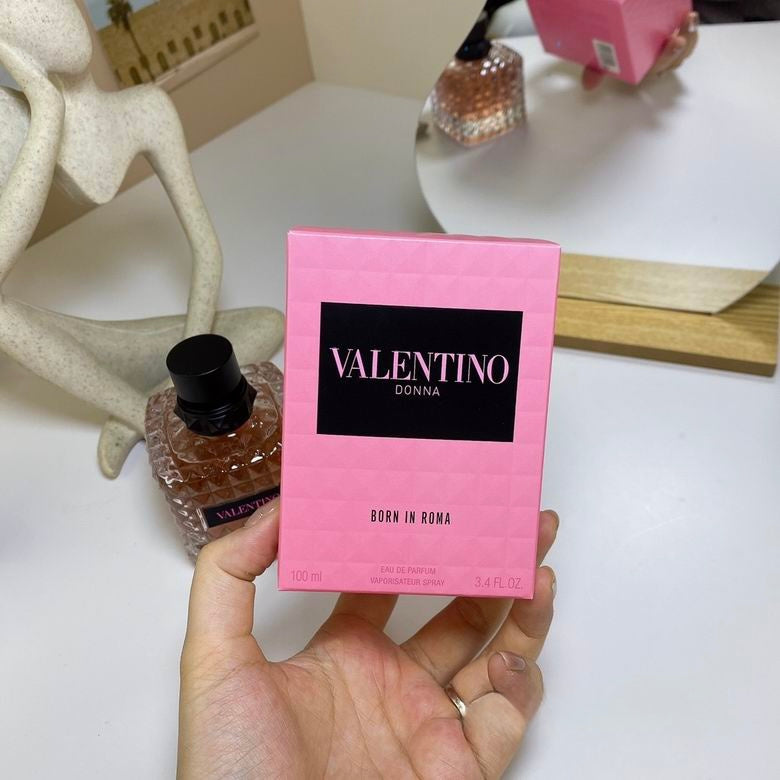 VALENTINO
DONNA
BORN IN ROMA
EAU DE PARFUM
VAPORISATEUR SPRAY
100 ml
3.4 FL.OZ.
VALENTINO